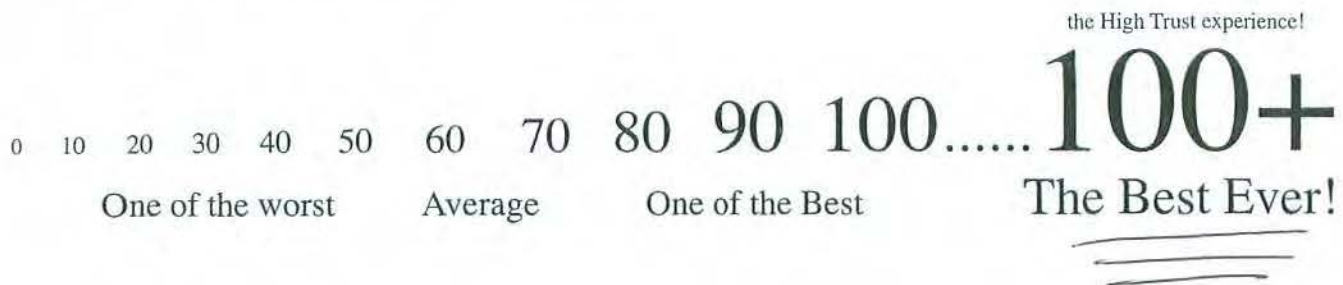 the High Trust experience!
0 10 20 30 40 50 60 70 80 90 100......100+
One of the worst Average One of the Best The Best Ever!